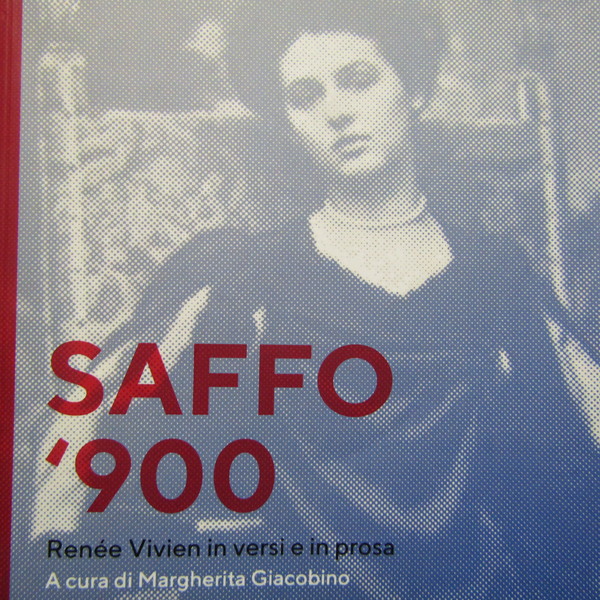 SAFFO
'900
Renée Vivien in versi e in prosa
A cura di Margherita Giacobino